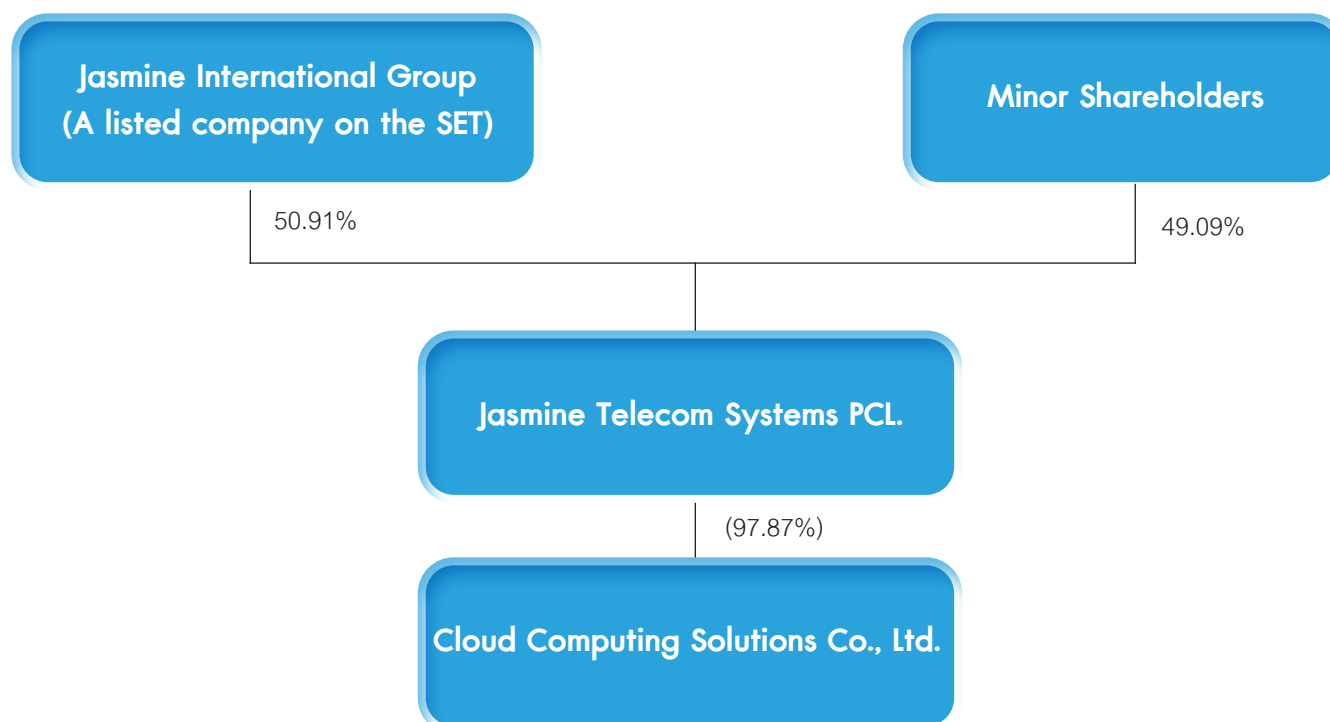 Jasmine International Group
(A listed company on the SET)
Minor Shareholders
50.91%
49.09%
Jasmine Telecom Systems PCL.
(97.87%)
Cloud Computing Solutions Co., Ltd.